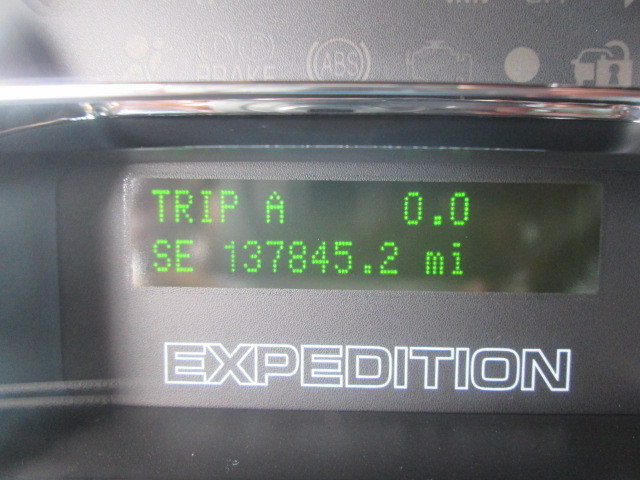 BRAKE
ABS
TRIP A 0.0
SE 137845.2 mi
EXPEDITION